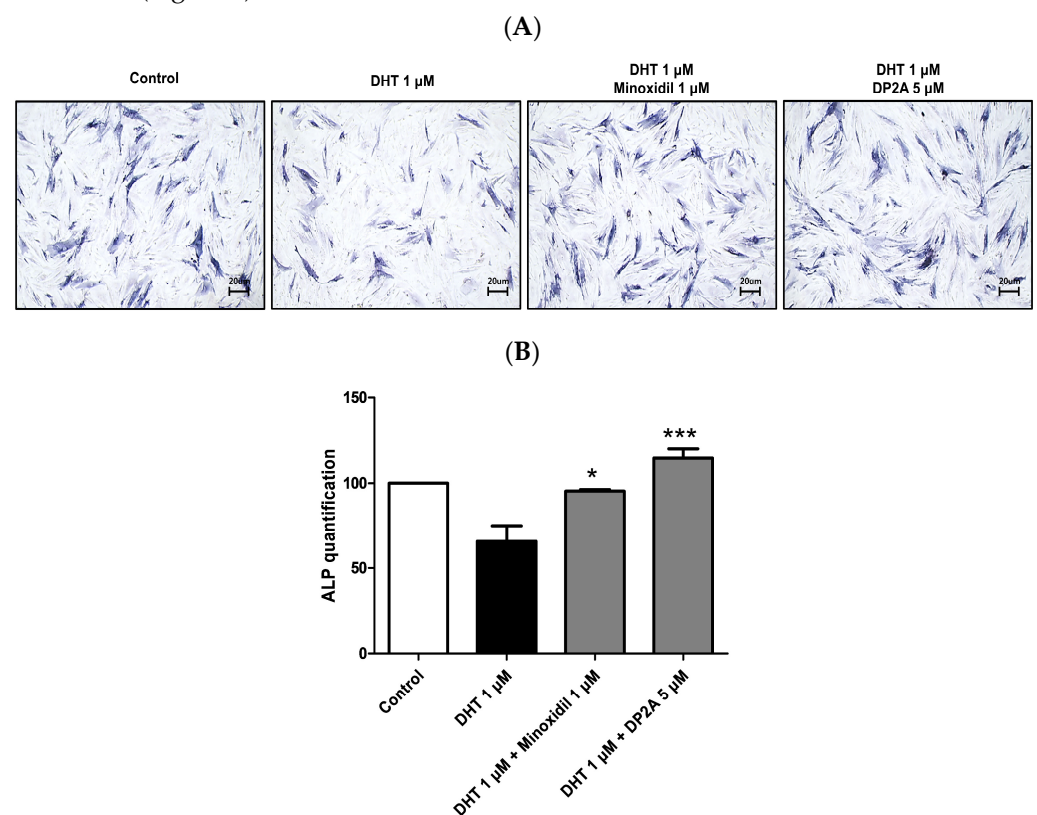 (A)
Control
DHT 1 µM
DHT 1 µM
Minoxidil 1 µM
DHT 1 µM
DP2A 5 µM
20um
20um
20um
20um
(B)
150
100
50
0
ALP quantification
*
***
Control
DHT 1 µM
DHT 1 µM + Minoxidil 1 µM
DHT 1 µM + DP2A 5 µM